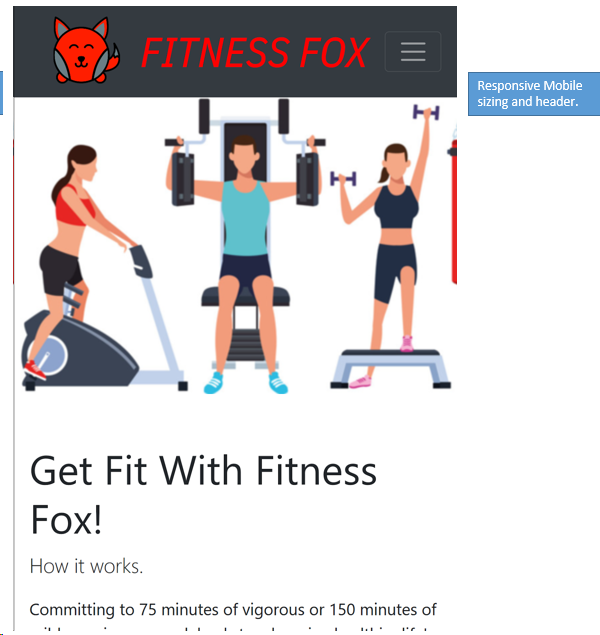 FITNESS FOX
Responsive Mobile
sizing and header.
Get Fit With Fitness
Fox!
How it works.
Committing to 75 minutes of vigorous or 150 minutes of